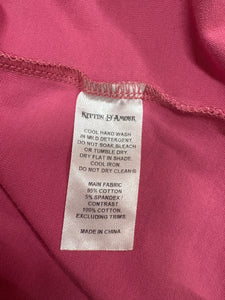 KITTIN D'AMOUR
COOL HAND WASH
IN MILD DETERGENT.
DO NOT SOAK, BLEACH
OR TUMBLE DRY.
DRY FLAT IN SHADE.
COOL IRON.
DO NOT DRY CLEAN
MAIN FABRIC
95% COTTON
5% SPANDEX
CONTRAST
100% COTTON.
EXCLUDING TRIMS
MADE IN CHINA